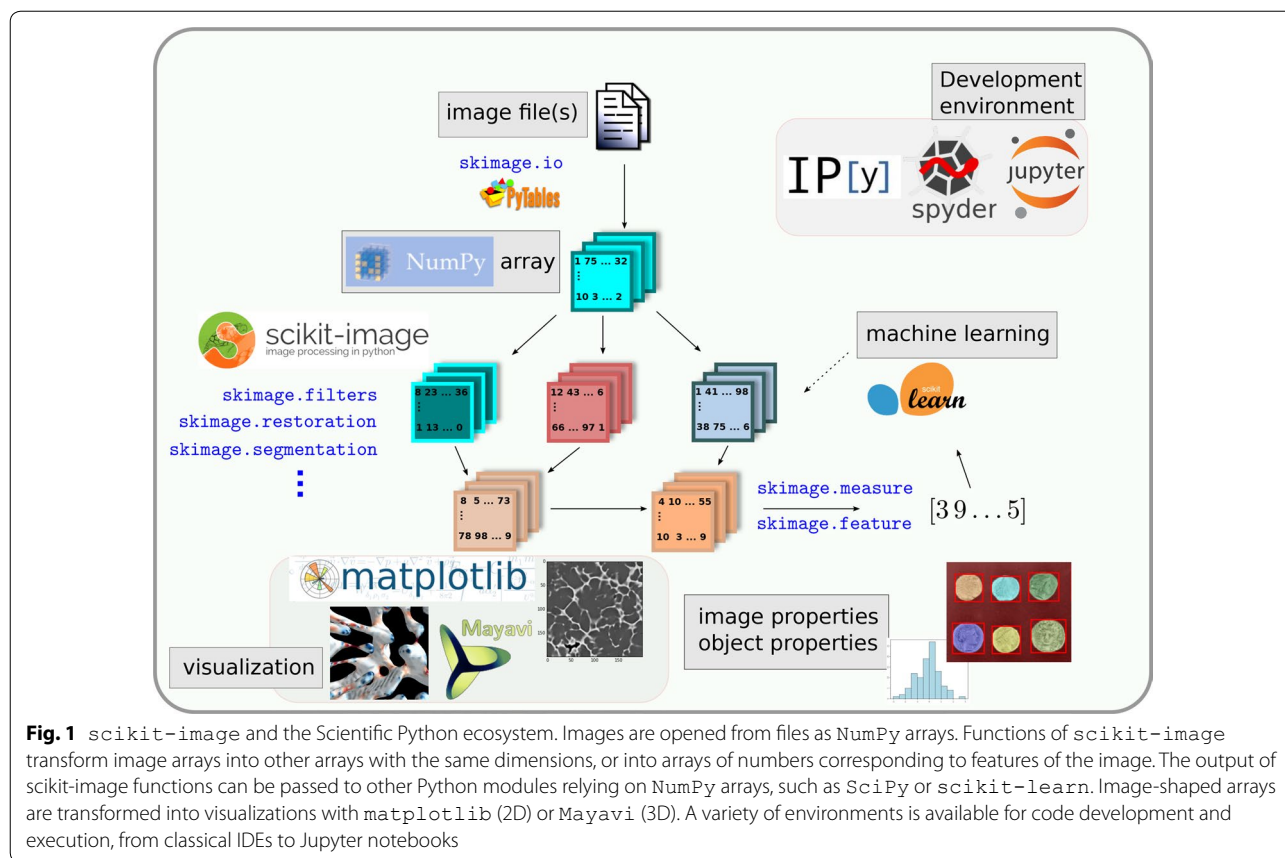 Development
environment
image file(s)
skimage.io
PyTables
IP[y]
spyder
jupyter
NumPy array
1 75 ... 32
⋮
10 3 ... 2
scikit-image
image processing in python
machine learning
scikit
learn
skimage.filters
skimage.restoration
skimage.segmentation
⋮
8 23 ... 36
⋮
1 13 ... 0
12 43 ... 6
⋮
66 ... 97 1
1 41 ... 98
⋮
38 75 ... 6
8 5 ... 73
⋮
78 98 ... 9
4 10 ... 55
⋮
10 3 ... 9
skimage.measure
skimage.feature
[3 9 . . . 5]
matplotlib
Mayavi
visualization
0
50
100
150
0 50 100 150
image properties
object properties
Fig. 1 scikit-image and the Scientific Python ecosystem. Images are opened from files as NumPy arrays. Functions of scikit-image
transform image arrays into other arrays with the same dimensions, or into arrays of numbers corresponding to features of the image. The output of
scikit-image functions can be passed to other Python modules relying on NumPy arrays, such as SciPy or scikit-learn. Image-shaped arrays
are transformed into visualizations with matplotlib (2D) or Mayavi (3D). A variety of environments is available for code development and
execution, from classical IDEs to Jupyter notebooks